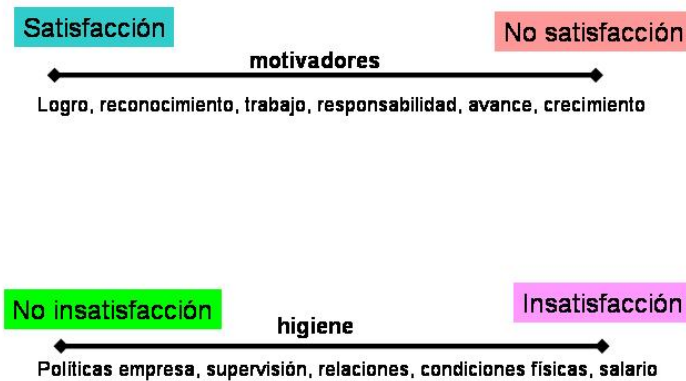 Satisfacción
No satisfacción
motivadores
Logro, reconocimiento, trabajo, responsabilidad, avance, crecimiento
No insatisfacción
Insatisfacción
higiene
Políticas empresa, supervisión, relaciones, condiciones físicas, salario